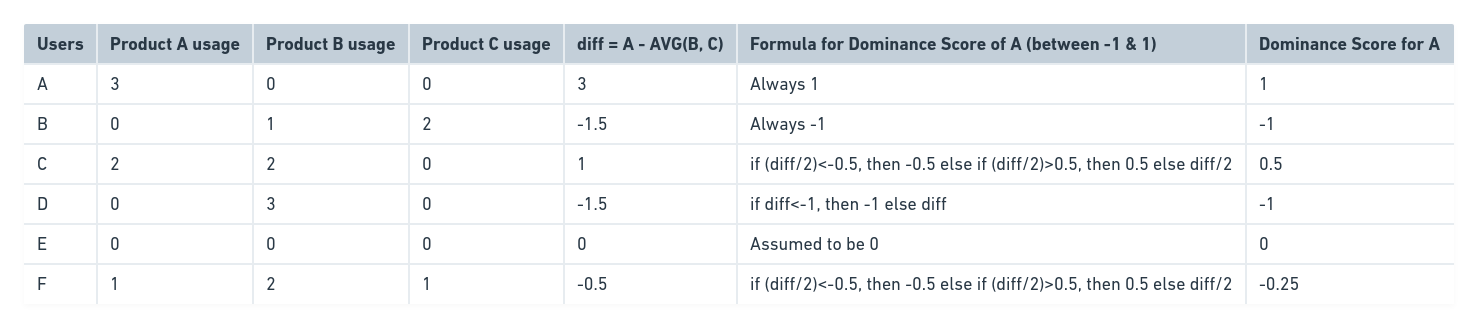 Users Product A usage Product B usage Product C usage diff = A - AVG(B, C) Formula for Dominance Score of A (between -1 & 1) Dominance Score for A
A 3 0 0 3 Always 1 1
B 0 1 2 -1.5 Always -1 -1
C 2 2 0 1 if (diff/2)<-0.5, then -0.5 else if (diff/2)>0.5, then 0.5 else diff/2 0.5
D 0 3 0 -1.5 if diff<-1, then -1 else diff -1
E 0 0 0 0 Assumed to be 0 0
F 1 2 1 -0.5 if (diff/2)<-0.5, then -0.5 else if (diff/2)>0.5, then 0.5 else diff/2 -0.25